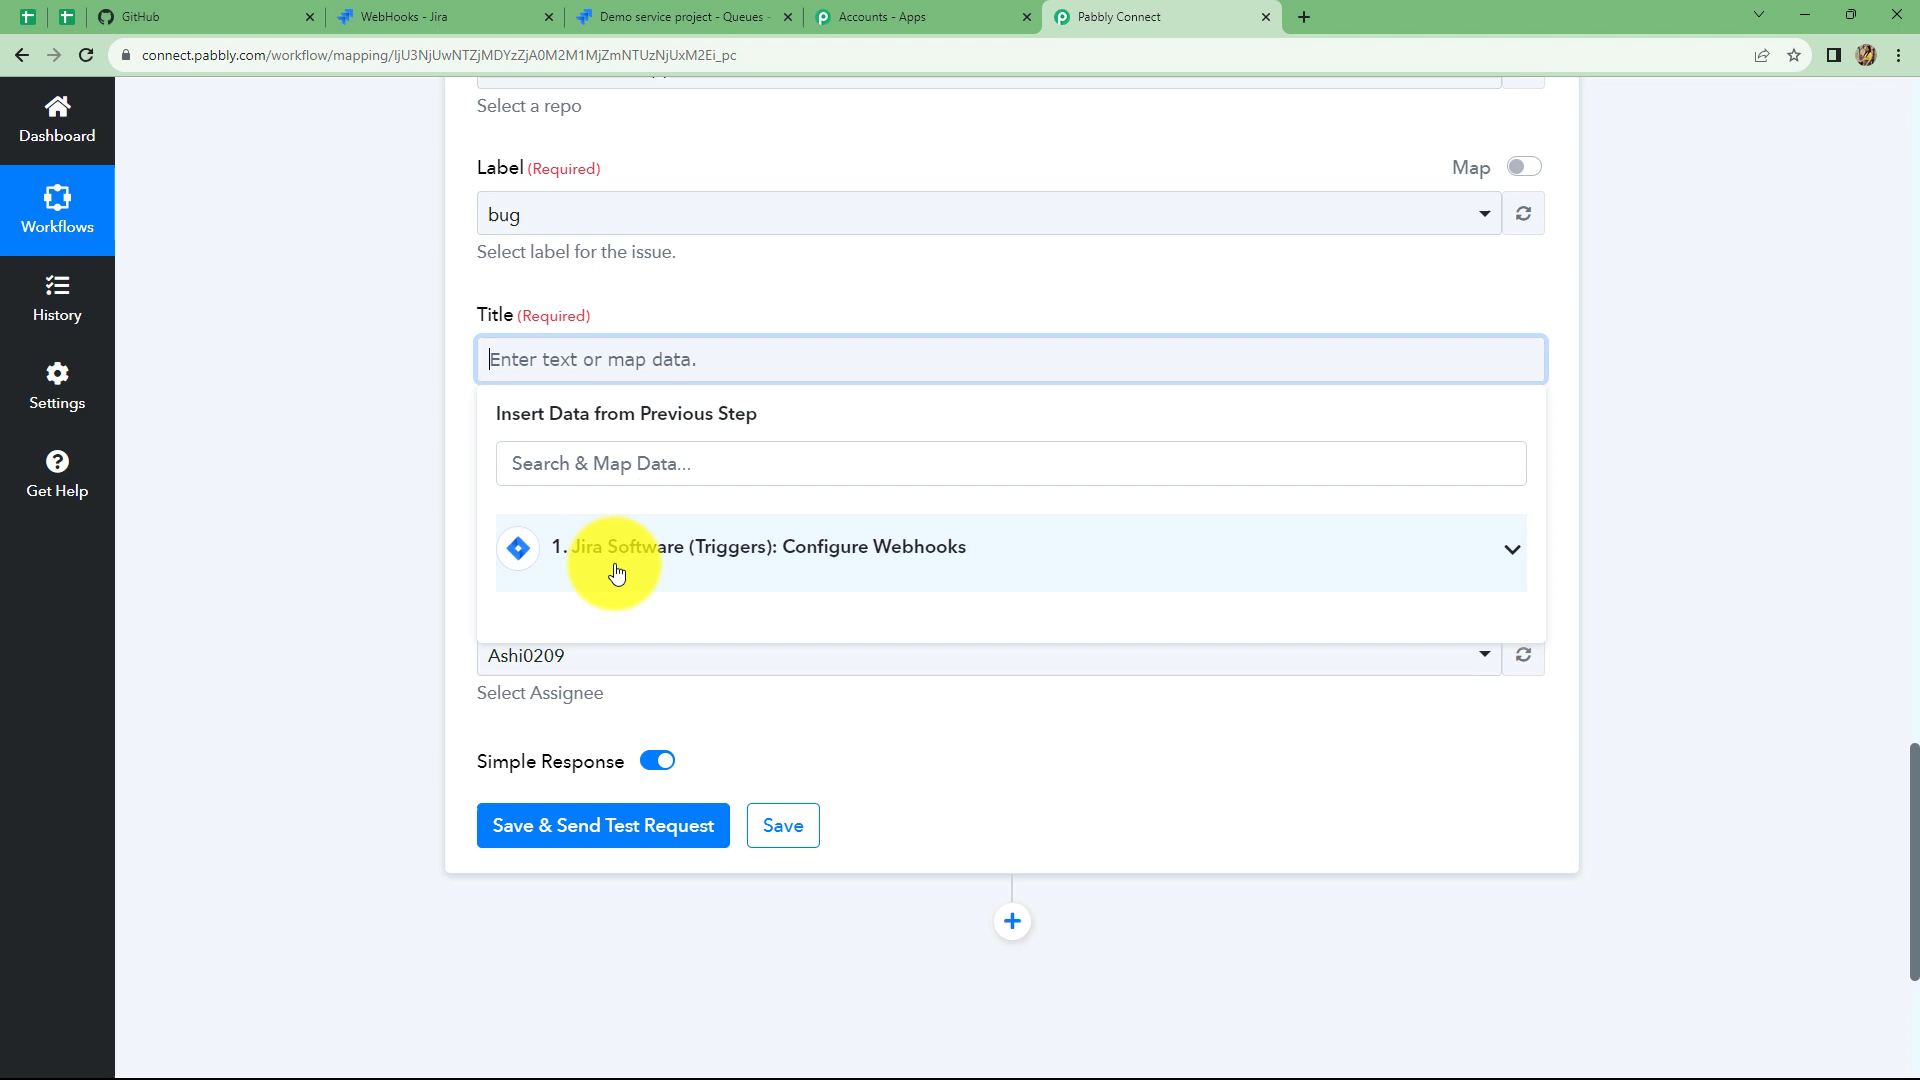 GitHub
WebHooks - Jira
Demo service project - Queues -
Accounts - Apps
Pabbly Connect
connect.pabbly.com/workflow/mapping/IjU3NjUwNTZjMDYzZjA0M2M1MjZmNTUzNjUxM2Ei_pc
Dashboard
Workflows
History
Settings
Get Help
Select a repo
Label (Required)
Map
bug
Select label for the issue.
Title (Required)
Enter text or map data.
Insert Data from Previous Step
Search & Map Data...
1. Jira Software (Triggers): Configure Webhooks
Ashi0209
Select Assignee
Simple Response
Save & Send Test Request
Save